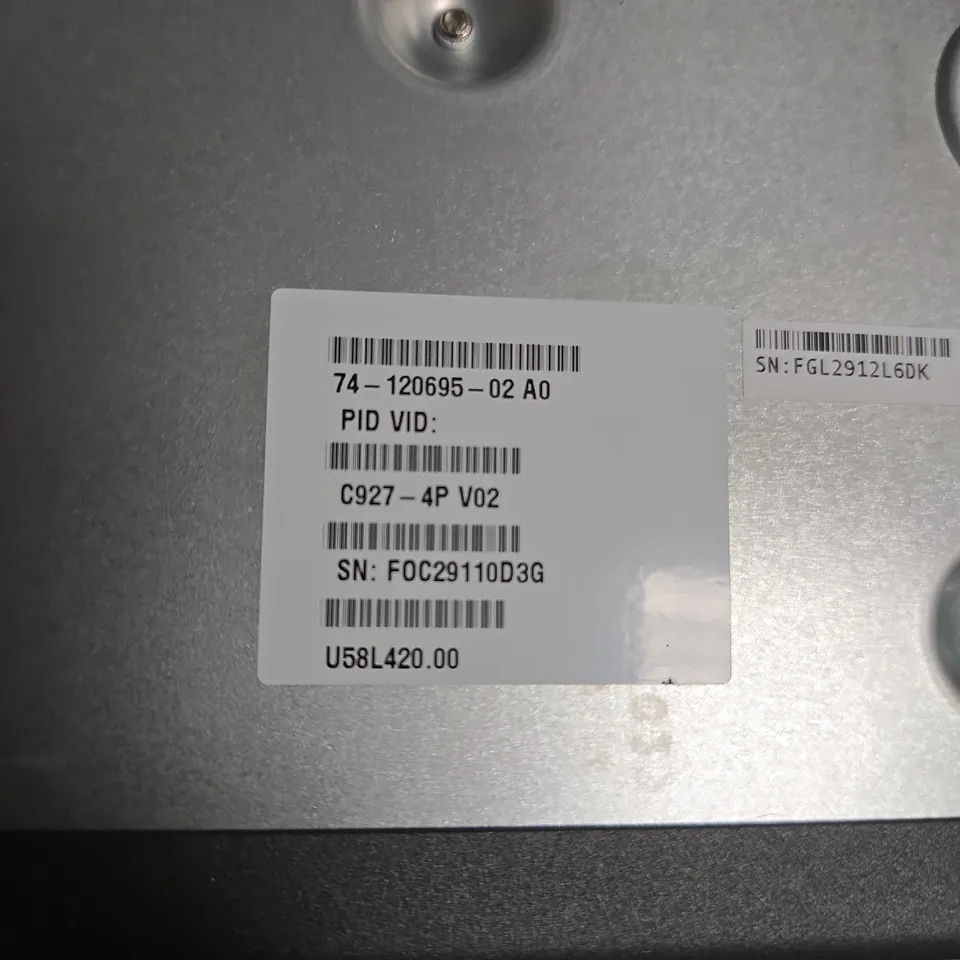 74-120695-02 A0
PID VID:
C927-4P V02
SN: FOC29110D3G
U58L420.00
SN:FGL2912L6DK